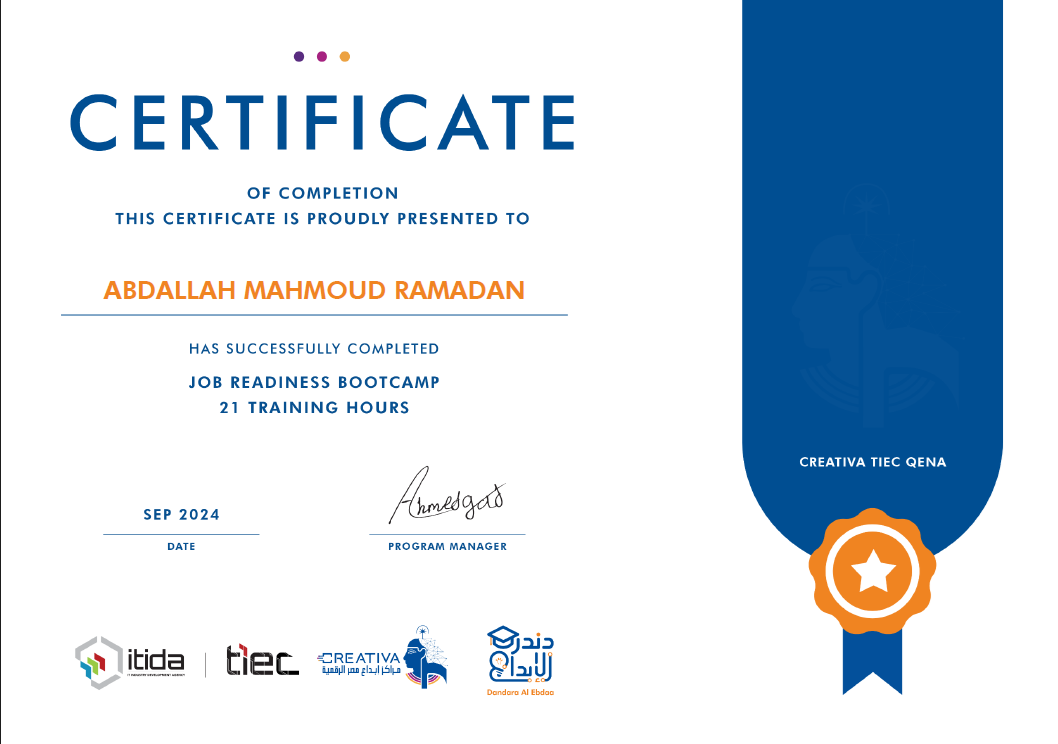 CERTIFICATE
OF COMPLETION
THIS CERTIFICATE IS PROUDLY PRESENTED TO
ABDALLAH MAHMOUD RAMADAN
HAS SUCCESSFULLY COMPLETED
JOB READINESS BOOTCAMP
21 TRAINING HOURS
SEP 2024
DATE
Ahmedgad
PROGRAM MANAGER
CREATIVA TIEC QENA
itida
IT INDUSTRY DEVELOPMENT AGENCY
tiec
CREATIVA
مراكز إبداع مصر الرقمية
دندرة
للإبداع
Dandara Al Ebdaa